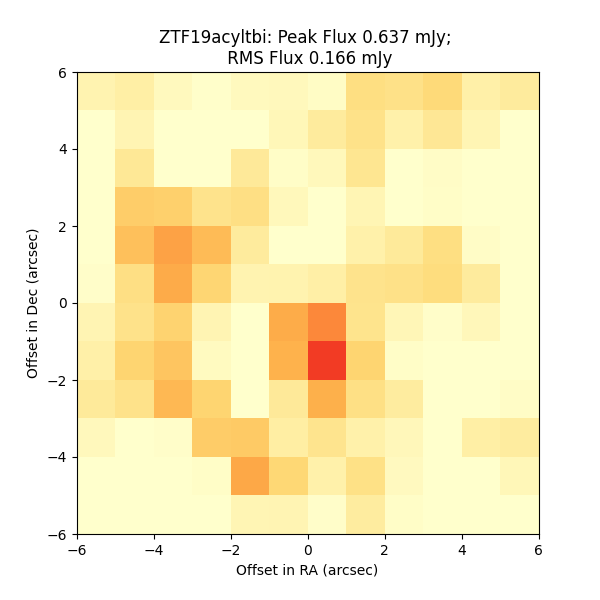 ZTF19acyltbi: Peak Flux 0.637 mJy;
RMS Flux 0.166 mJy
6
4
2
0
−2
−4
−6
Offset in Dec (arcsec)
−6 −4 −2 0 2 4 6
Offset in RA (arcsec)